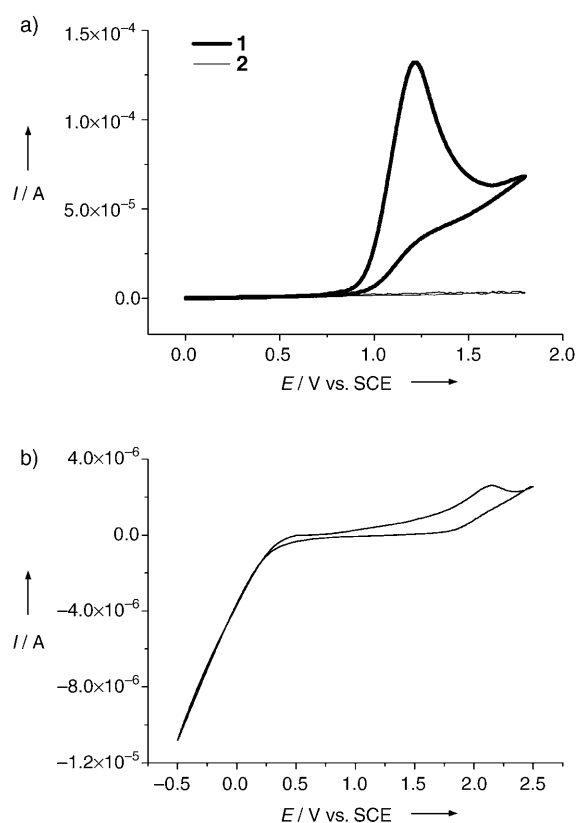 a)
1.5×10⁻⁴
1
2
1.0×10⁻⁴
I / A
5.0×10⁻⁵
0.0
0.0 0.5 1.0 1.5 2.0
E / V vs. SCE
b)
4.0×10⁻⁶
0.0
−4.0×10⁻⁶
I / A
−8.0×10⁻⁶
−1.2×10⁻⁵
−0.5 0.0 0.5 1.0 1.5 2.0 2.5
E / V vs. SCE